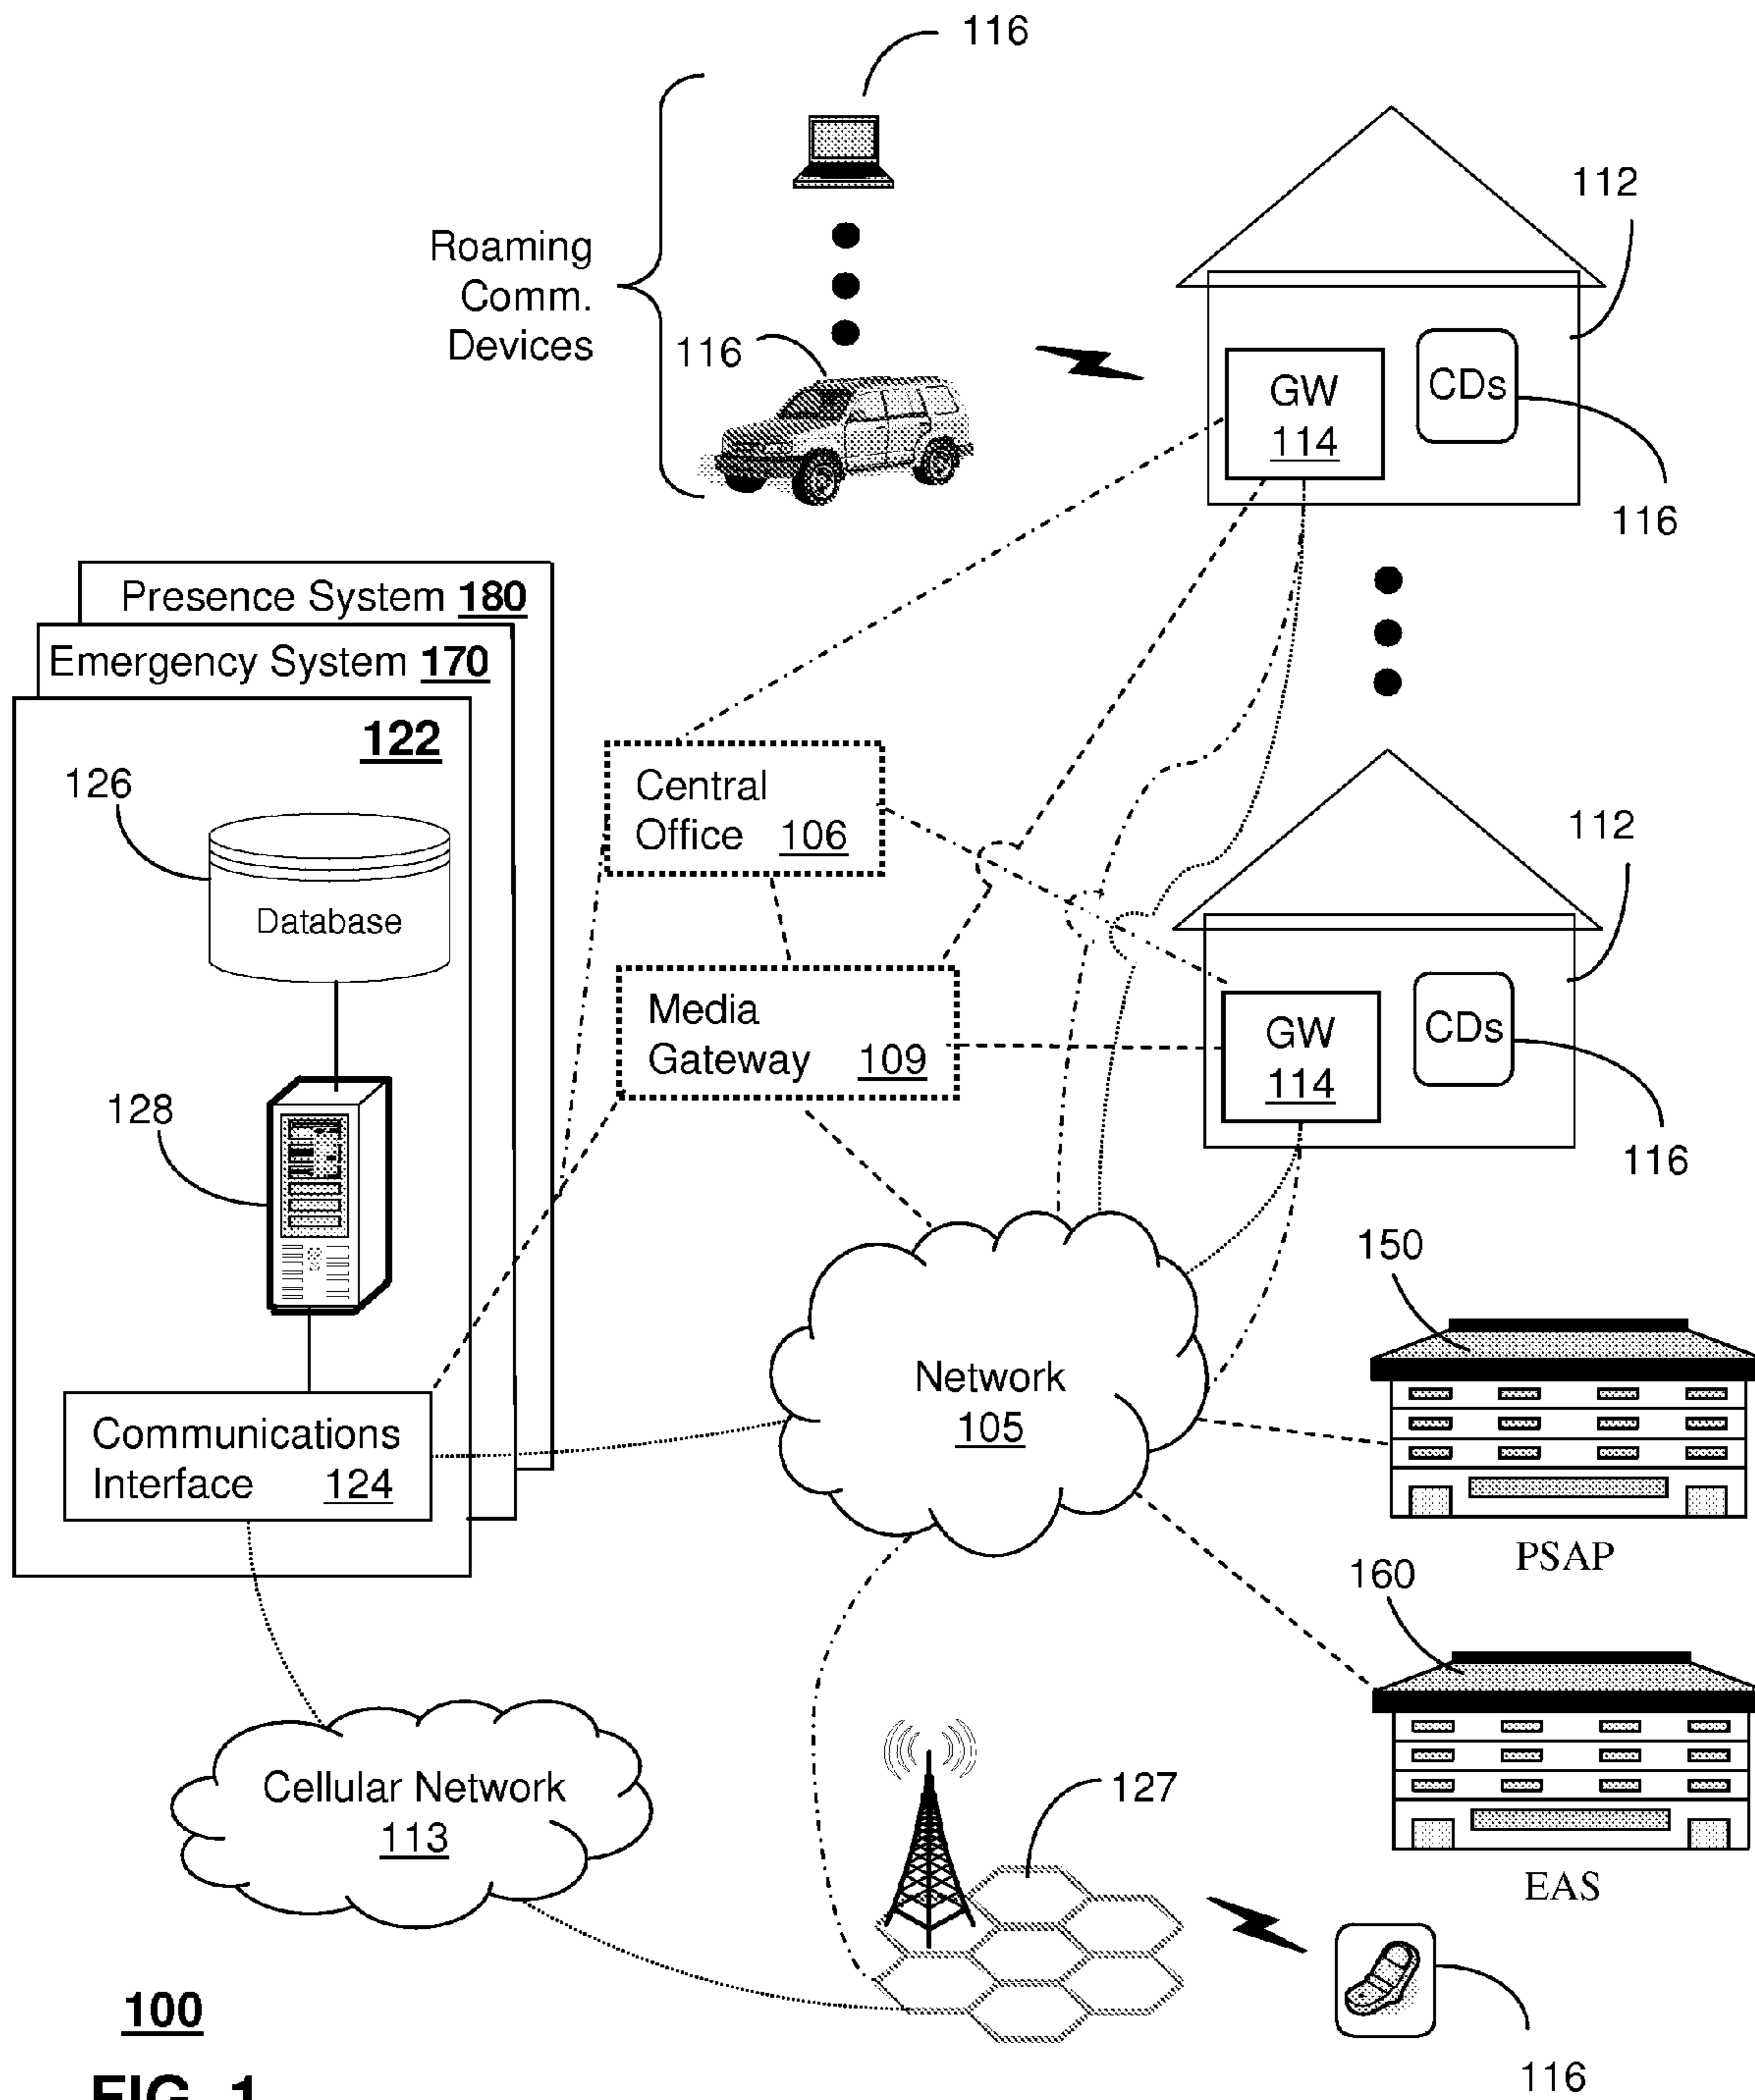 116
112
Roaming
Comm.
Devices
116
GW
114
CDs
116
Presence System 180
Emergency System 170
122
126
Database
Central
Office 106
112
Media
Gateway 109
GW
114
CDs
128
116
150
Network
105
Communications
Interface 124
PSAP
160
Cellular Network
113
127
EAS
100
116
FIG. 1